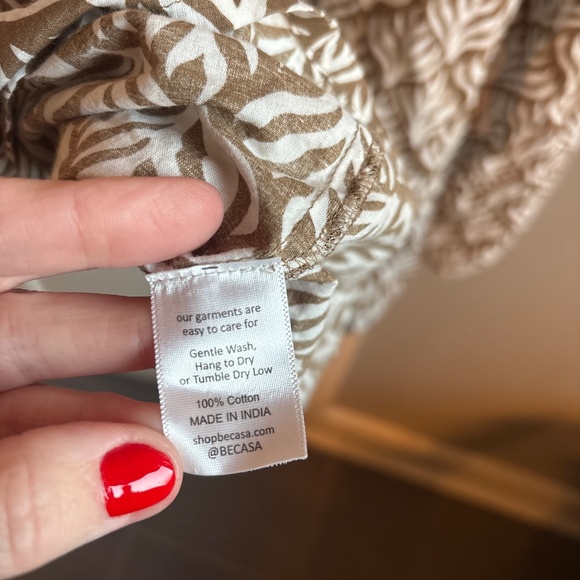 our garments are
easy to care for
Gentle Wash,
Hang to Dry
or Tumble Dry Low
100% Cotton
MADE IN INDIA
shopbecasa.com
@BECASA